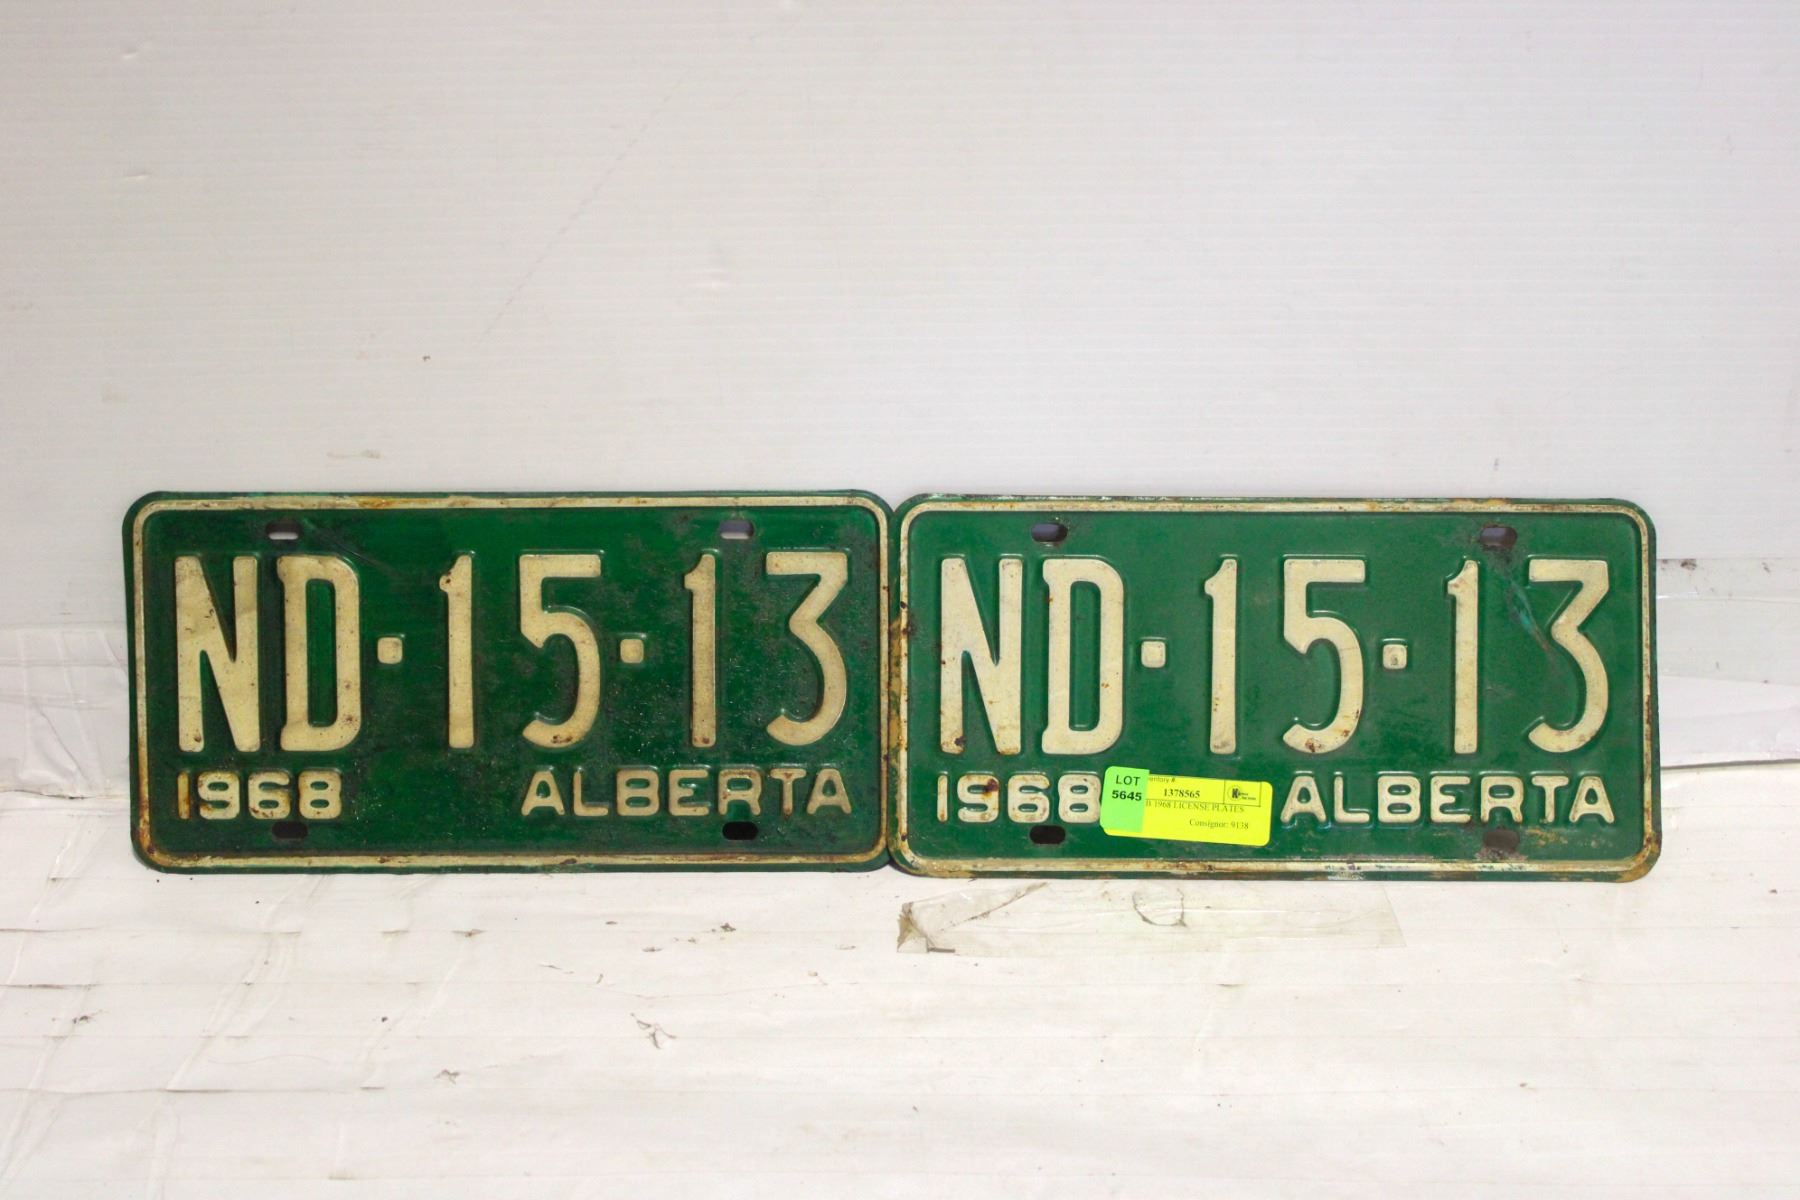 ND·15·13
1968 ALBERTA
ND·15·13
1968 ALBERTA
LOT
5645
1378565
1968 LICENSE PLATES
Consignor: 9138